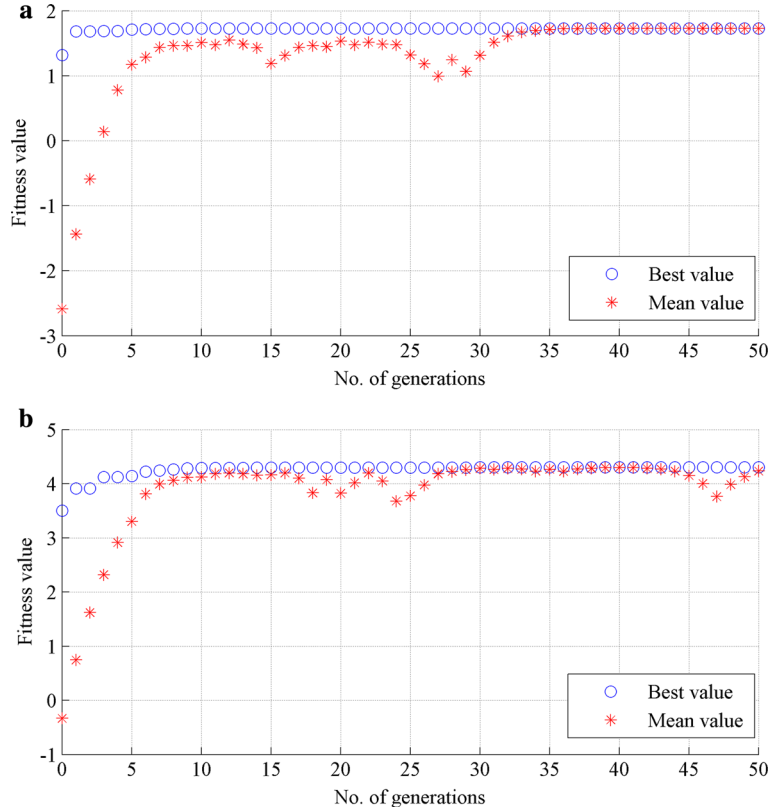 a
2
1
0
-1
-2
-3
Fitness value
Best value
Mean value
0 5 10 15 20 25 30 35 40 45 50
No. of generations
b
5
4
3
2
1
0
-1
Fitness value
Best value
Mean value
0 5 10 15 20 25 30 35 40 45 50
No. of generations